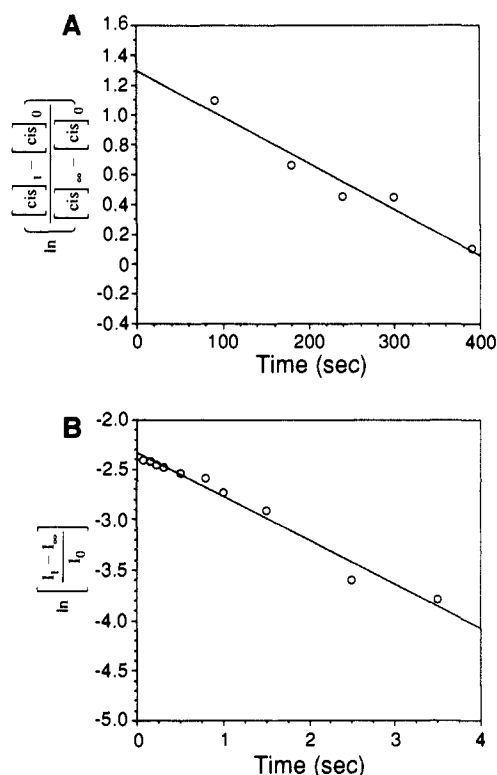 A
1.6
1.4
1.2
1.0
0.8
0.6
0.4
0.2
0
-0.2
-0.4
0 100 200 300 400
Time (sec)
ln { [cis]t − [cis]0 / [cis]∞ − [cis]0 }
B
-2.0
-2.5
-3.0
-3.5
-4.0
-4.5
-5.0
0 1 2 3 4
Time (sec)
ln [ It − I∞ / I0 ]